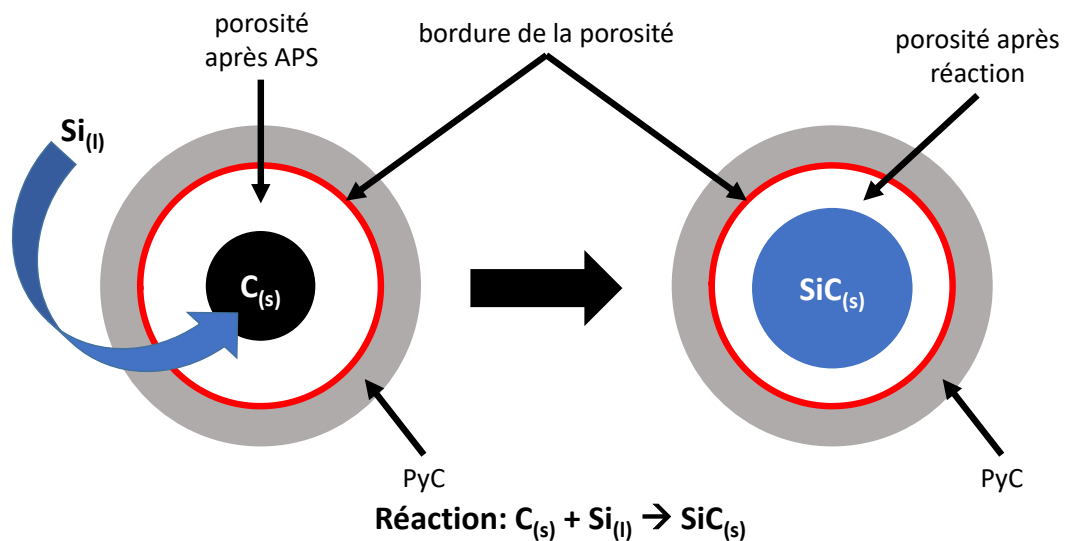 porosité
après APS
bordure de la porosité
porosité après
réaction
Si(l)
C(s)
SiC(s)
PyC
PyC
Réaction: C(s) + Si(l) → SiC(s)